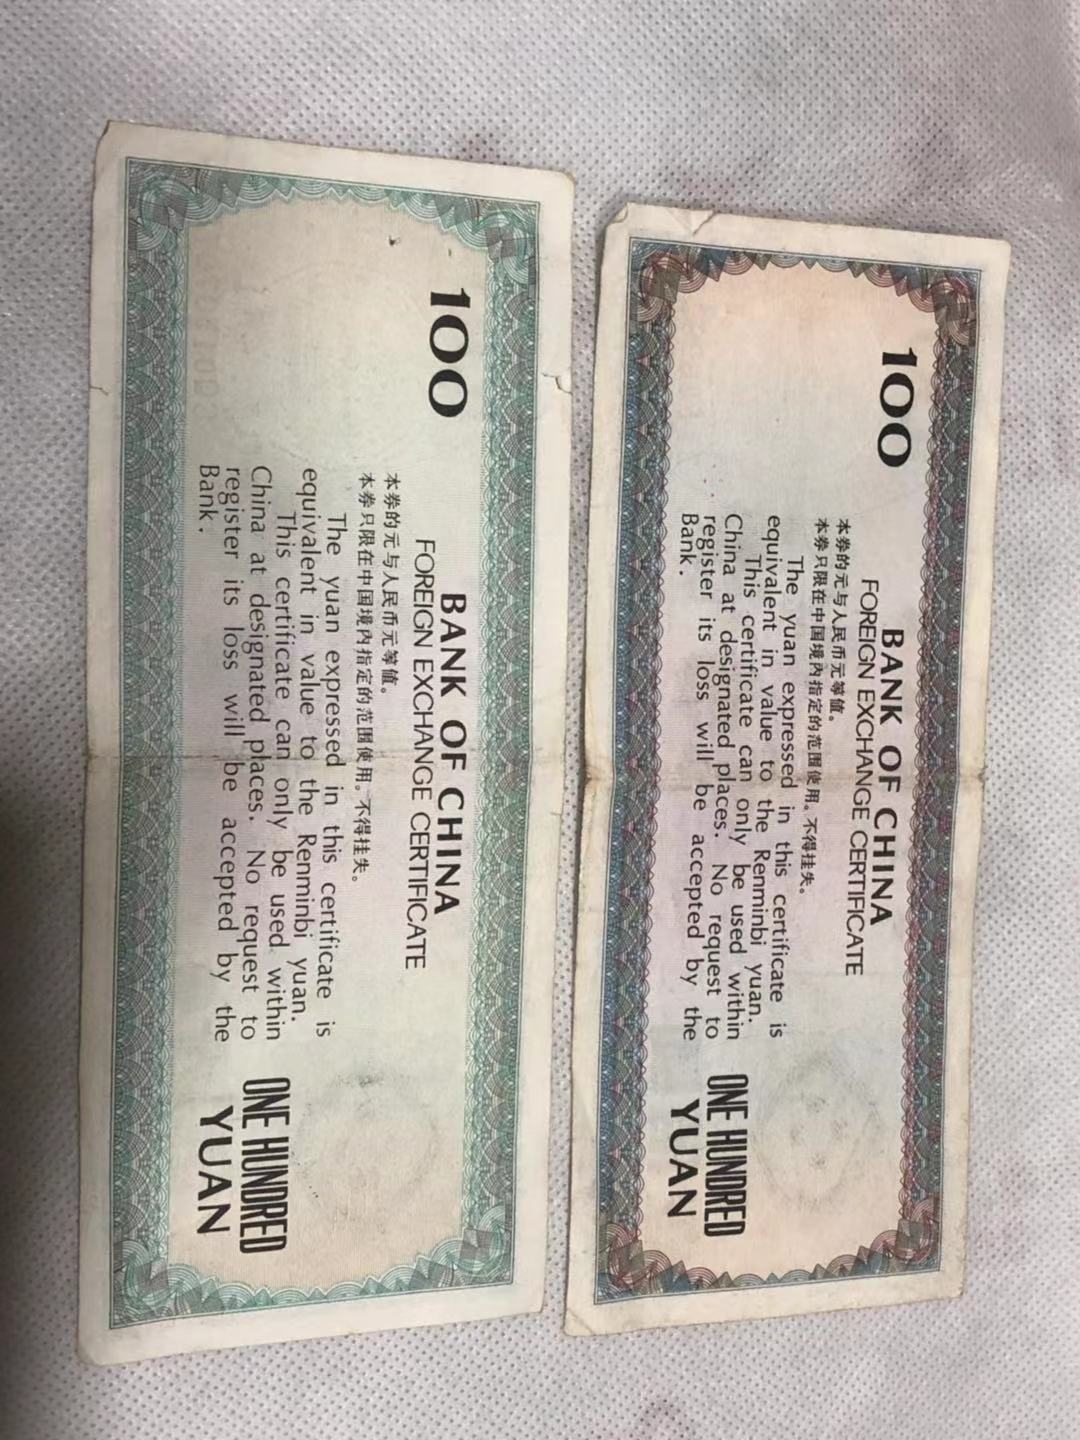 100
BANK OF CHINA
FOREIGN EXCHANGE CERTIFICATE
本券的元与人民币元等值。
本券只限在中国境内指定的范围使用。不得挂失。
The yuan expressed in this certificate is
equivalent in value to the Renminbi yuan.
This certificate can only be used within
China at designated places. No request to
register its loss will be accepted by the
Bank.
ONE HUNDRED
YUAN
100
BANK OF CHINA
FOREIGN EXCHANGE CERTIFICATE
本券的元与人民币元等值。
本券只限在中国境内指定的范围使用。不得挂失。
The yuan expressed in this certificate is
equivalent in value to the Renminbi yuan.
This certificate can only be used within
China at designated places. No request to
register its loss will be accepted by the
Bank.
ONE HUNDRED
YUAN